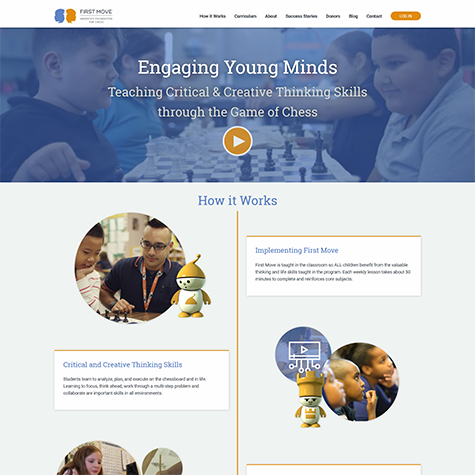 FIRST MOVE
AMERICA'S FOUNDATION
FOR CHESS
How it Works Curriculum About Success Stories Donors Blog Contact LOG IN
Engaging Young Minds
Teaching Critical & Creative Thinking Skills
through the Game of Chess
How it Works
Implementing First Move
First Move is taught in the classroom so ALL children benefit from the valuable
thinking and life skills taught in the program. Each weekly lesson takes about 50
minutes to complete and reinforces core subjects.
Critical and Creative Thinking Skills
Students learn to analyze, plan, and execute on the chessboard and in life.
Learning to focus, think ahead, work through a multi-step problem and
collaborate are important skills in all environments.